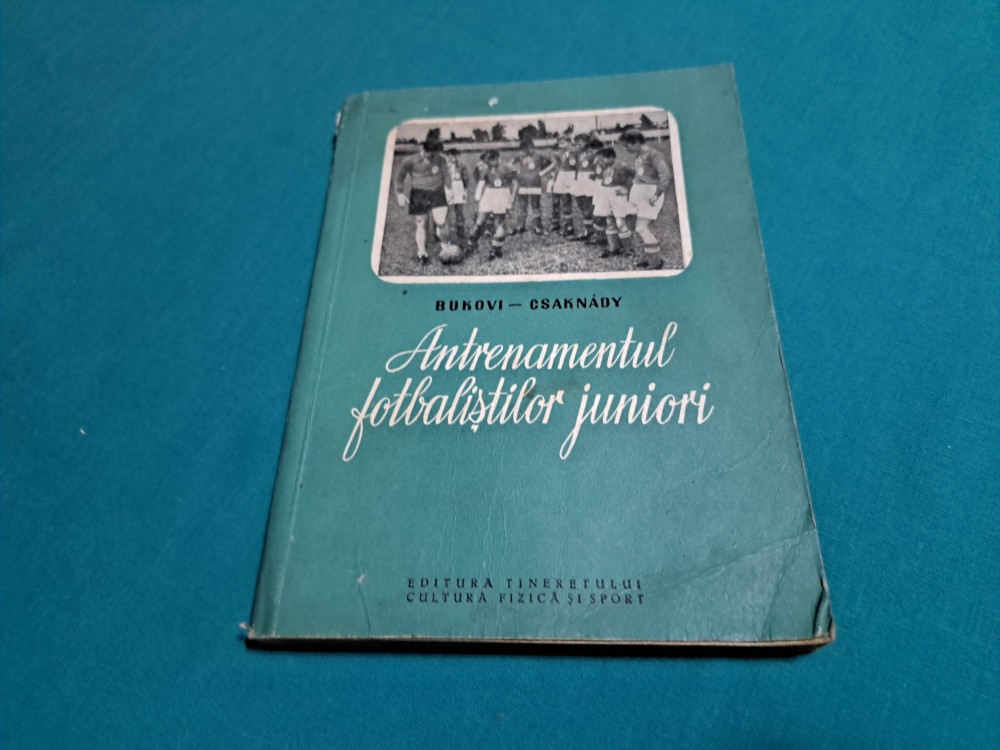 BUKOVI — CSAKNÁDY
Antrenamentul
fotbaliștilor juniori
EDITURA TINERETULUI
CULTURĂ FIZICĂ ȘI SPORT